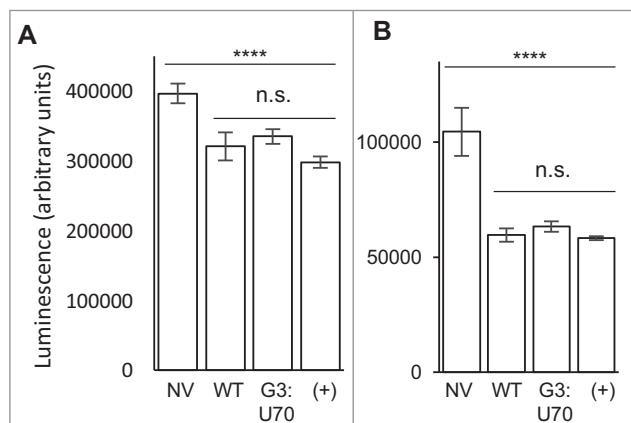 A
****
n.s.
Luminescence (arbitrary units)
400000
300000
200000
100000
0
NV WT G3: (+)
U70
B
****
n.s.
100000
50000
0
NV WT G3: (+)
U70